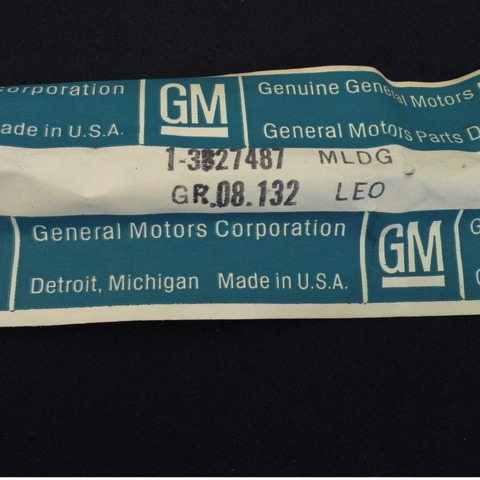 orporation
GM
Genuine General Motors
ade in U.S.A.
General Motors Parts D
MLDG
GR.08.132 LEO
General Motors Corporation
GM
Detroit, Michigan Made in U.S.A.